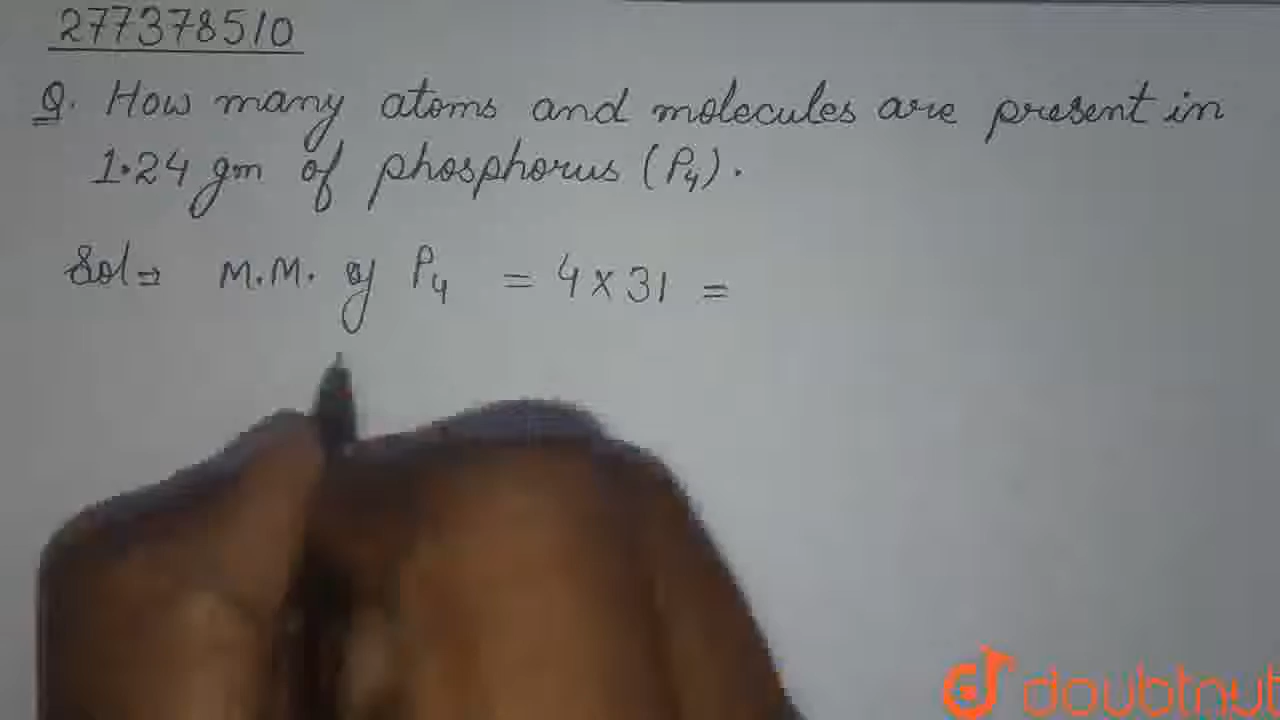 277378510
Q. How many atoms and molecules are present in
1.24 gm of phosphorus (P4).
Sol⇒ M.M. of P4 = 4 × 31 =
doubtnut